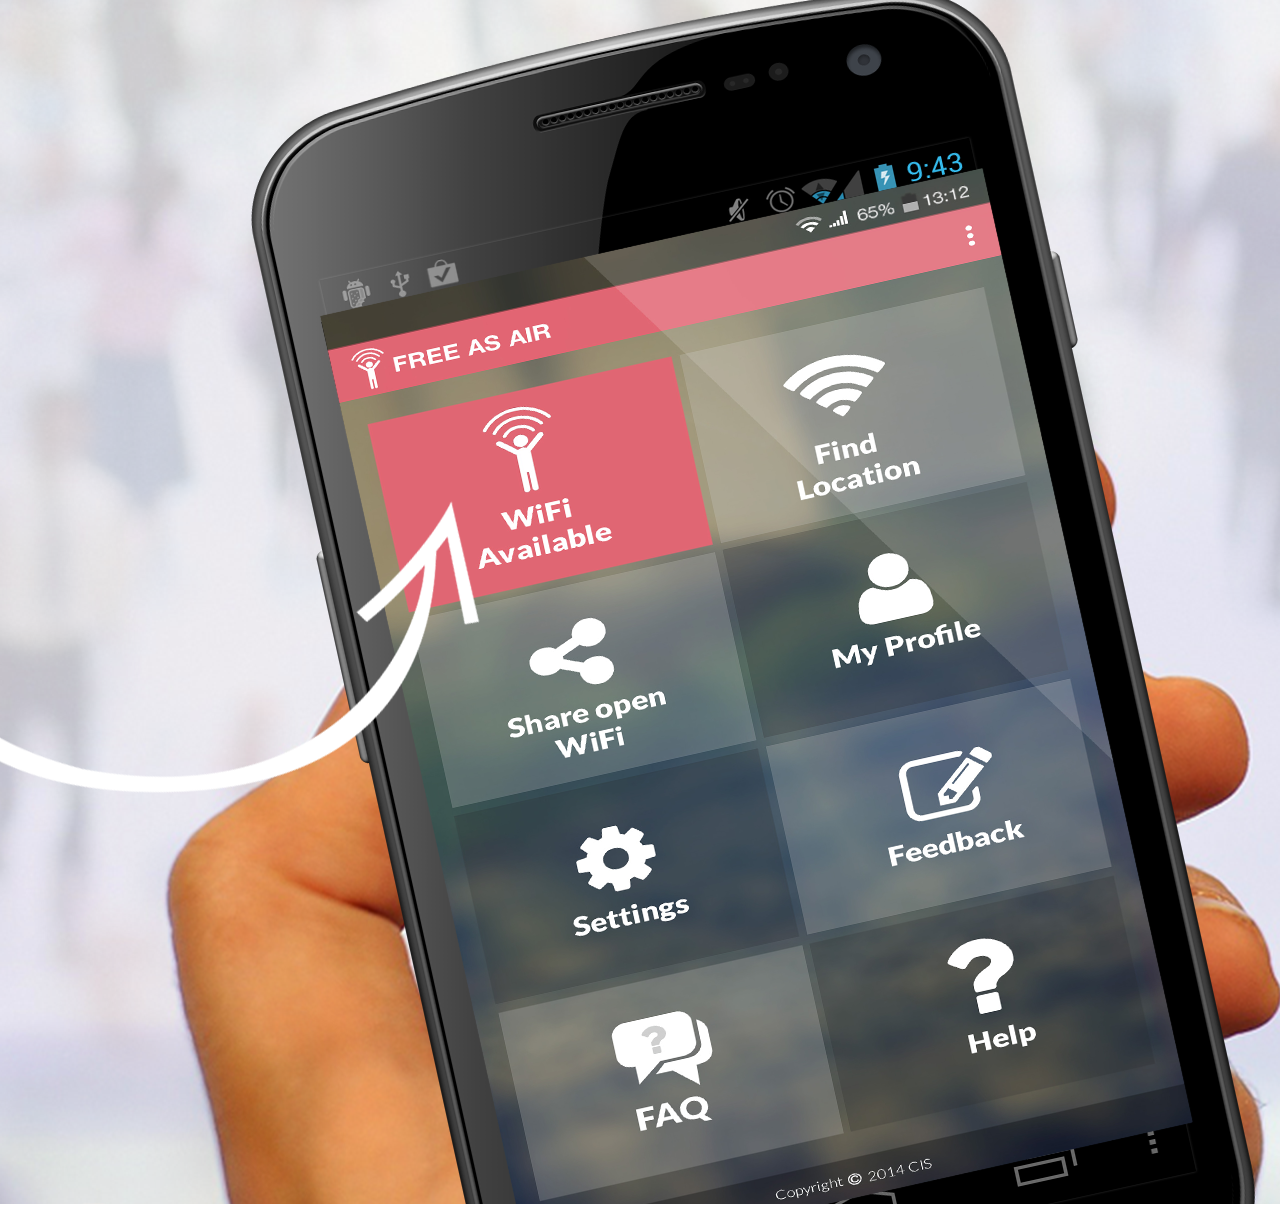 9:43
65% 13:12
FREE AS AIR
WiFi
Available
Find
Location
Share open
WiFi
My Profile
Settings
Feedback
FAQ
Help
Copyright © 2014 CIS